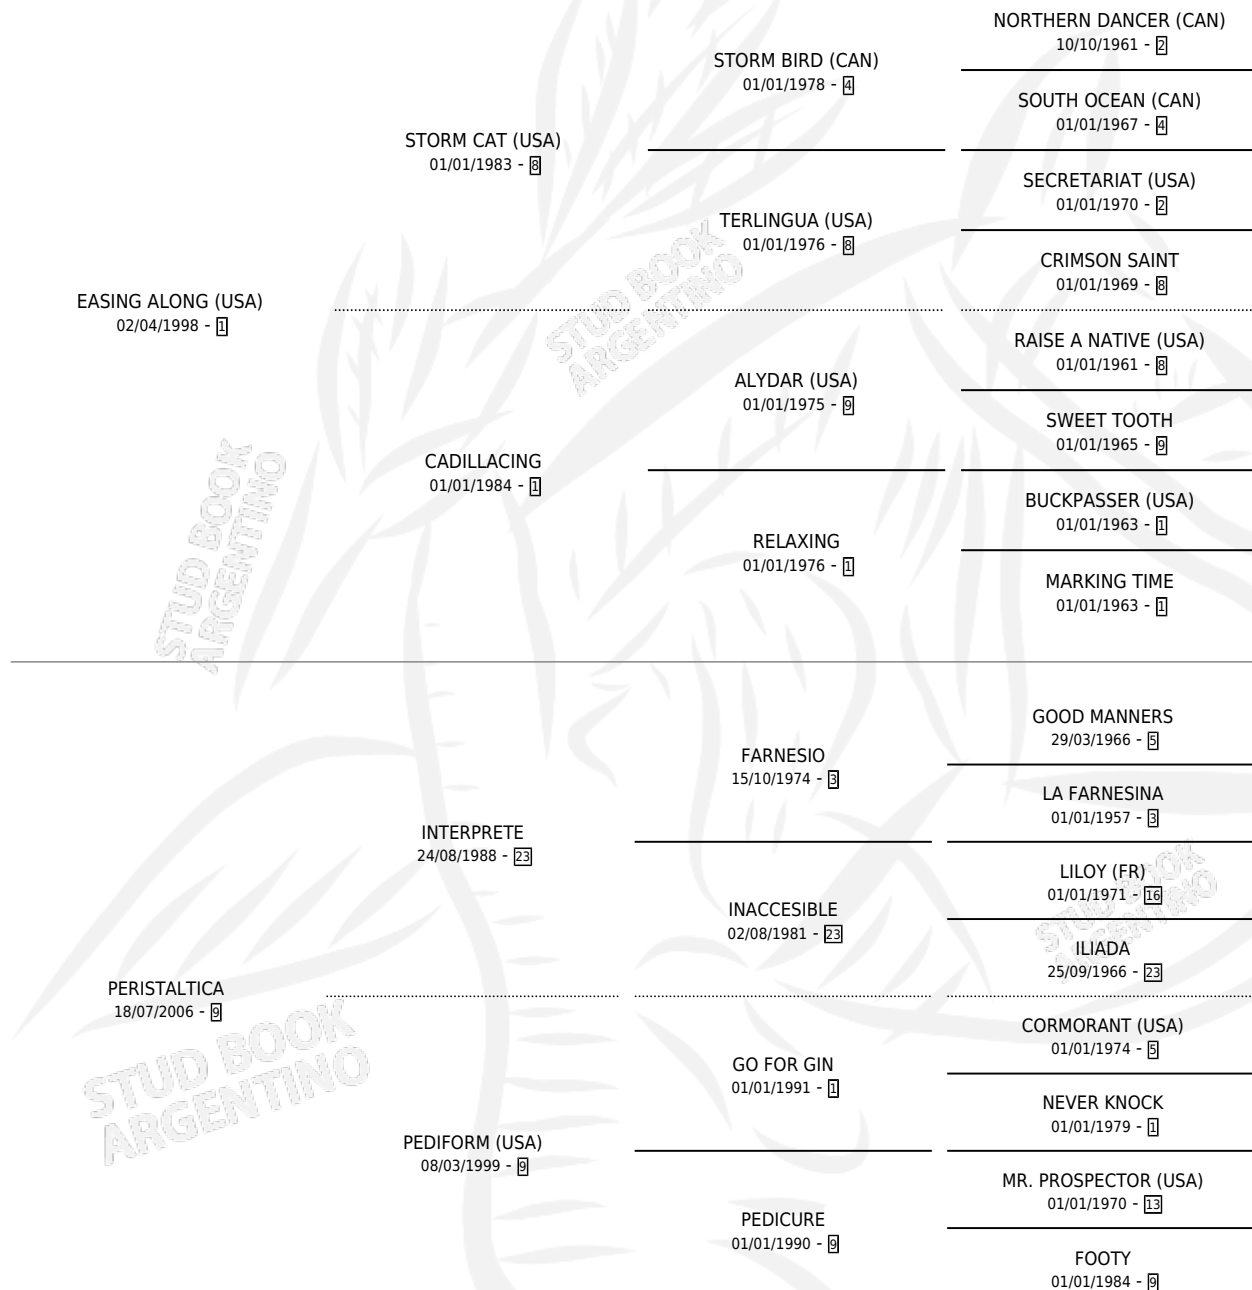 NORTHERN DANCER (CAN)
10/10/1961 - 2
STORM BIRD (CAN)
01/01/1978 - 4
SOUTH OCEAN (CAN)
01/01/1967 - 4
STORM CAT (USA)
01/01/1983 - 8
SECRETARIAT (USA)
01/01/1970 - 2
TERLINGUA (USA)
01/01/1976 - 8
CRIMSON SAINT
01/01/1969 - 8
EASING ALONG (USA)
02/04/1998 - 1
STUD BOOK
ARGENTINO
RAISE A NATIVE (USA)
01/01/1961 - 8
ALYDAR (USA)
01/01/1975 - 9
SWEET TOOTH
01/01/1965 - 9
CADILLACING
01/01/1984 - 1
BUCKPASSER (USA)
01/01/1963 - 1
RELAXING
01/01/1976 - 1
MARKING TIME
01/01/1963 - 1
STUD BOOK
ARGENTINO
GOOD MANNERS
29/03/1966 - 5
FARNESIO
15/10/1974 - 3
LA FARNESINA
01/01/1957 - 3
INTERPRETE
24/08/1988 - 23
LILOY (FR)
01/01/1971 - 16
INACCESIBLE
02/08/1981 - 23
STUD BOOK
ARGENTINO
ILIADA
25/09/1966 - 23
PERISTALTICA
18/07/2006 - 9
STUD BOOK
ARGENTINO
CORMORANT (USA)
01/01/1974 - 5
GO FOR GIN
01/01/1991 - 1
NEVER KNOCK
01/01/1979 - 1
PEDIFORM (USA)
08/03/1999 - 9
MR. PROSPECTOR (USA)
01/01/1970 - 13
PEDICURE
01/01/1990 - 9
FOOTY
01/01/1984 - 9